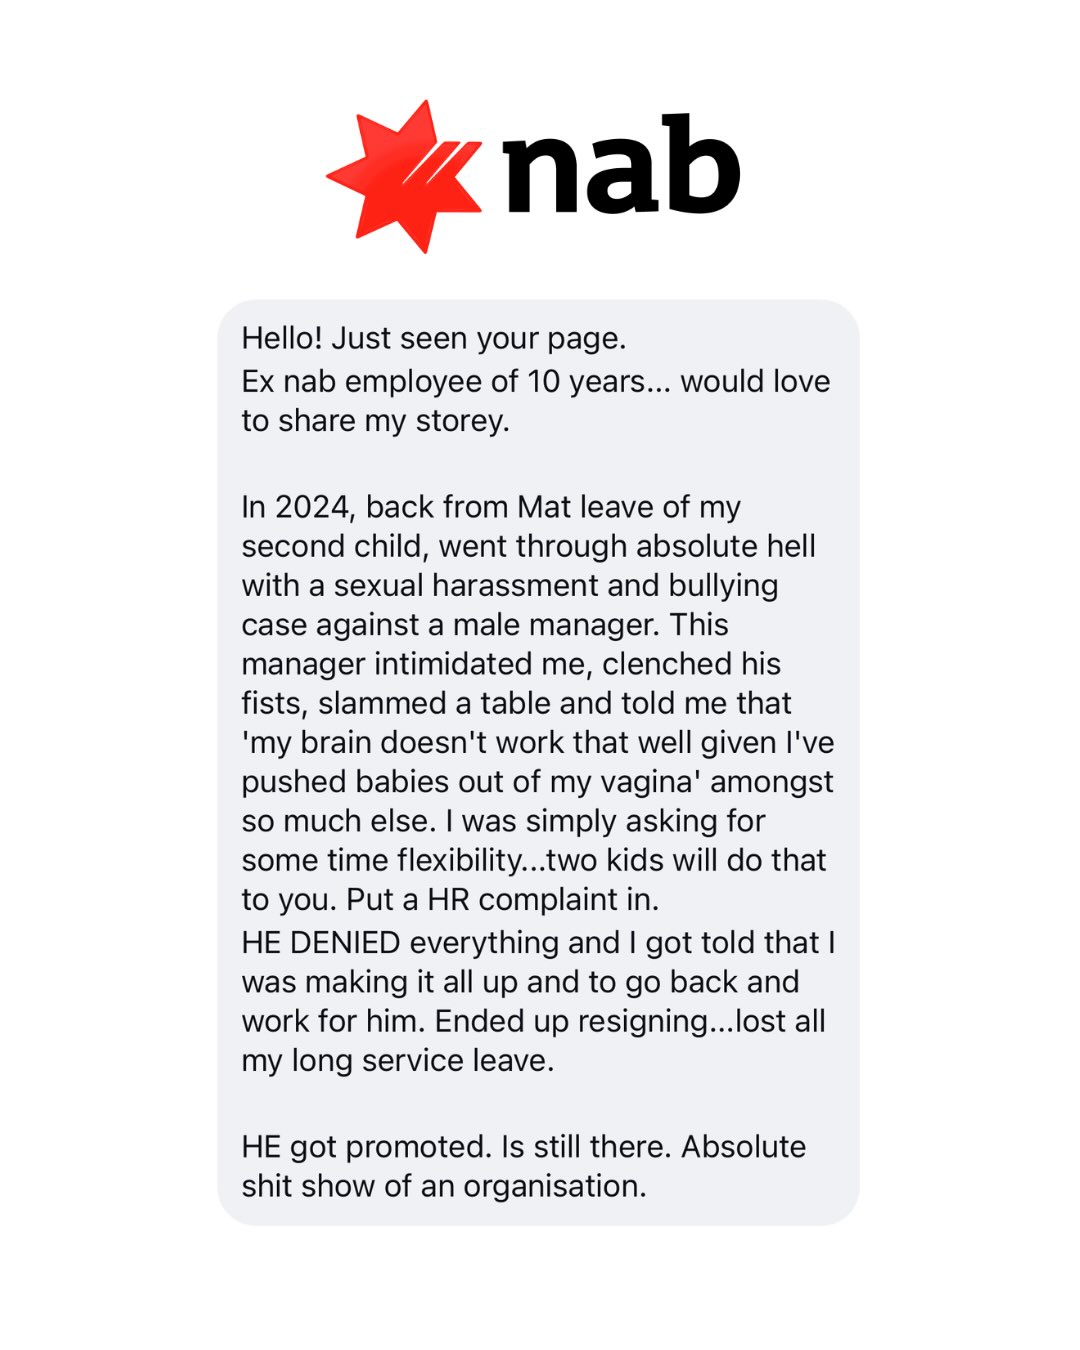 nab
Hello! Just seen your page.
Ex nab employee of 10 years... would love
to share my storey.
In 2024, back from Mat leave of my
second child, went through absolute hell
with a sexual harassment and bullying
case against a male manager. This
manager intimidated me, clenched his
fists, slammed a table and told me that
'my brain doesn't work that well given I've
pushed babies out of my vagina' amongst
so much else. I was simply asking for
some time flexibility...two kids will do that
to you. Put a HR complaint in.
HE DENIED everything and I got told that I
was making it all up and to go back and
work for him. Ended up resigning...lost all
my long service leave.
HE got promoted. Is still there. Absolute
shit show of an organisation.